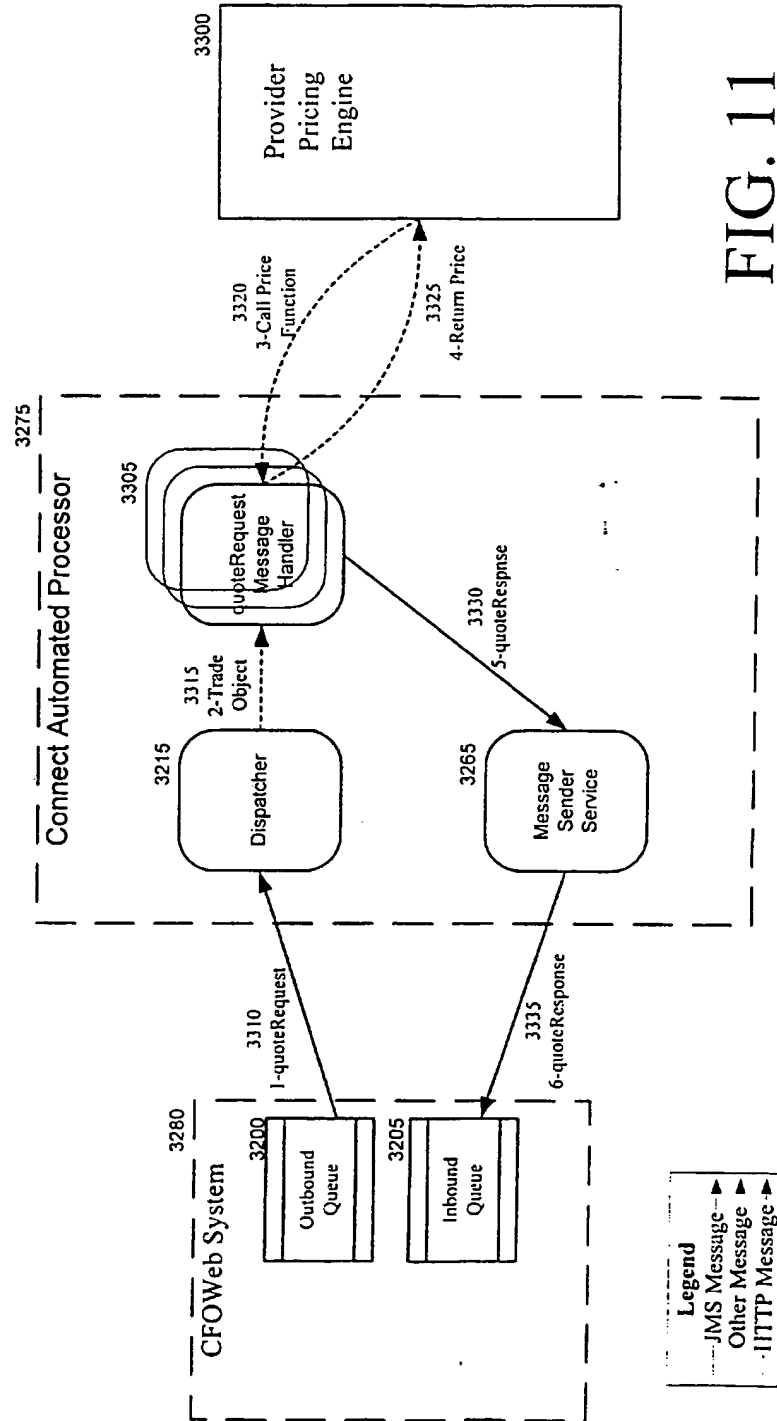 3280
CFOWeb System
3200
Outbound
Queue
3205
Inbound
Queue
3310
1-quoteRequest
3335
6-quoteResponse
3275
Connect Automated Processor
3215
Dispatcher
3315
2-Trade
Object
3305
quoteRequest
Message
Handler
3330
5-quoteRespnse
3265
Message
Sender
Service
3320
3-Call Price
Function
3325
4-Return Price
3300
Provider
Pricing
Engine
Legend
JMS Message
Other Message
HTTP Message
FIG. 11